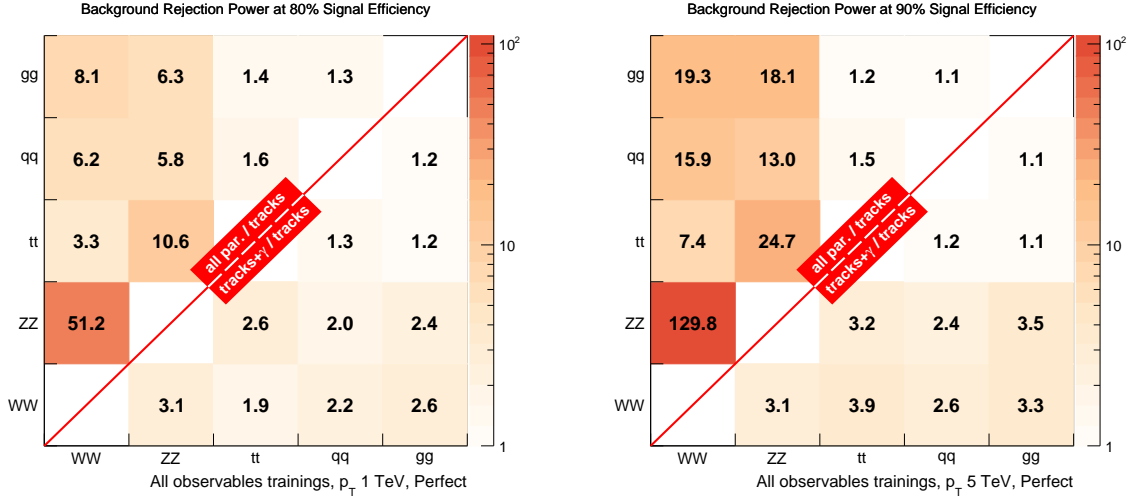 Background Rejection Power at 80% Signal Efficiency
gg 8.1 6.3 1.4 1.3
qq 6.2 5.8 1.6 1.2
tt 3.3 10.6 1.3 1.2
ZZ 51.2 2.6 2.0 2.4
WW 3.1 1.9 2.2 2.6
all par. / tracks
tracks+γ / tracks
WW ZZ tt qq gg
10²
10
1
All observables trainings, p_T 1 TeV, Perfect
Background Rejection Power at 90% Signal Efficiency
gg 19.3 18.1 1.2 1.1
qq 15.9 13.0 1.5 1.1
tt 7.4 24.7 1.2 1.1
ZZ 129.8 3.2 2.4 3.5
WW 3.1 3.9 2.6 3.3
all par. / tracks
tracks+γ / tracks
WW ZZ tt qq gg
10²
10
1
All observables trainings, p_T 5 TeV, Perfect